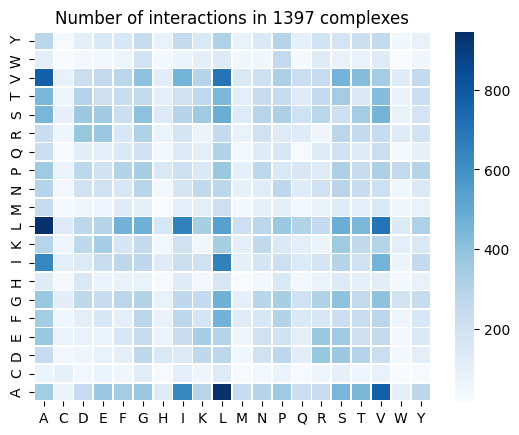 Number of interactions in 1397 complexes
Y
W
V
T
S
R
Q
P
N
M
L
K
I
H
G
F
E
D
C
A
A C D E F G H I K L M N P Q R S T V W Y
800
600
400
200